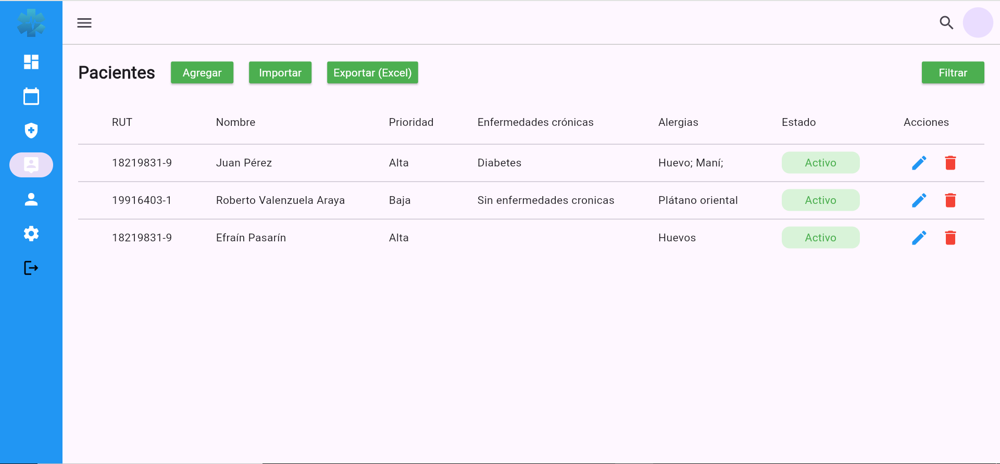 Pacientes Agregar Importar Exportar (Excel) Filtrar
RUT Nombre Prioridad Enfermedades crónicas Alergias Estado Acciones
18219831-9 Juan Pérez Alta Diabetes Huevo; Maní; Activo
19916403-1 Roberto Valenzuela Araya Baja Sin enfermedades cronicas Plátano oriental Activo
18219831-9 Efraín Pasarín Alta Huevos Activo